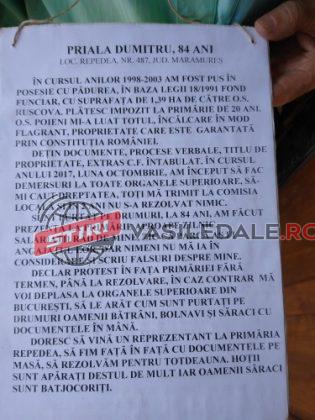 PRIALA DUMITRU, 84 ANI
LOC. REPEDEA, NR. 487, JUD. MARAMUREȘ
ÎN CURSUL ANILOR 1998-2003 AM FOST PUS ÎN
POSESIE CU PĂDUREA, ÎN BAZA LEGII 18/1991 FOND
FUNCIAR, CU SUPRAFAȚA DE 1,39 HA DE CĂTRE O.S.
RUSCOVA, PLĂTESC IMPOZIT LA PRIMĂRIE DE 20 ANI.
O.S. POIENI MI-A LUAT TOTUL, ÎNCĂLCARE ÎN MOD
FLAGRANT, PROPRIETATE CARE ESTE GARANTATĂ
PRIN CONSTITUȚIA ROMÂNIEI.
DEȚIN DOCUMENTE, PROCESE VERBALE, TITLU DE
PROPRIETATE, EXTRAS C.F. ÎNTABULAT. ÎN CURSUL
ANULUI 2017, LUNA OCTOMBRIE, AM ÎNCEPUT SĂ FAC
DEMERSURI LA TOATE ORGANELE SUPERIOARE, SĂ-
MI CAUT DREPTATEA, TOȚI MĂ TRIMIT LA COMISIA
LOCALĂ NU S-A REZOLVAT NIMIC.
SUNT PURTAT PE DRUMURI, LA 84 ANI, AM FĂCUT
APROAPE ZILNIC
NIMENI NU MĂ IA ÎN
CONSIDERARE SCRIU FALSURI DESPRE MINE.
DECLAR PROTEST ÎN FAȚA PRIMĂRIEI FĂRĂ
TERMEN, PÂNĂ LA REZOLVARE, ÎN CAZ CONTRAR MĂ
VOI DEPLASA LA ORGANELE SUPERIOARE DIN
BUCUREȘTI, SĂ LE ARĂT CUM SUNT PURTAȚI PE
DRUMURI OAMENII BĂTRÂNI, BOLNAVI ȘI SĂRACI CU
DOCUMENTELE ÎN MÂNĂ.
DORESC SĂ VINĂ UN REPREZENTANT LA PRIMĂRIA
REPEDEA, SĂ FIM FAȚĂ ÎN FAȚĂ CU DOCUMENTELE PE
MASĂ, SĂ REZOLVĂM PENTRU TOTDEAUNA. HOȚII
SUNT APĂRAȚI DESTUL DE MULT IAR OAMENII SĂRACI
SUNT BATJOCORIȚI.
ȘTIRI VASILEDALE.RO